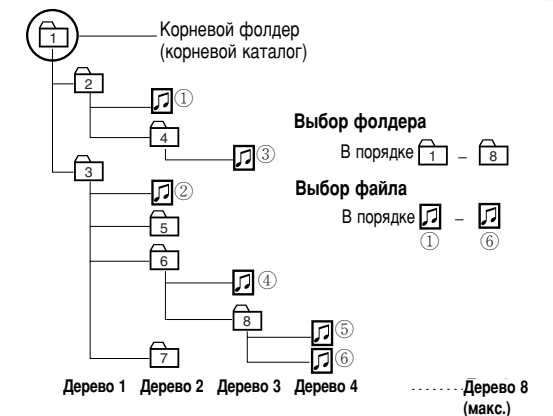 1
Корневой фолдер
(корневой каталог)
2
①
4
③
Выбор фолдера
В порядке 1 – 8
3
②
Выбор файла
5
В порядке – 
① ⑥
6
④
8
⑤
⑥
7
Дерево 1 Дерево 2 Дерево 3 Дерево 4 ........Дерево 8
(макс.)